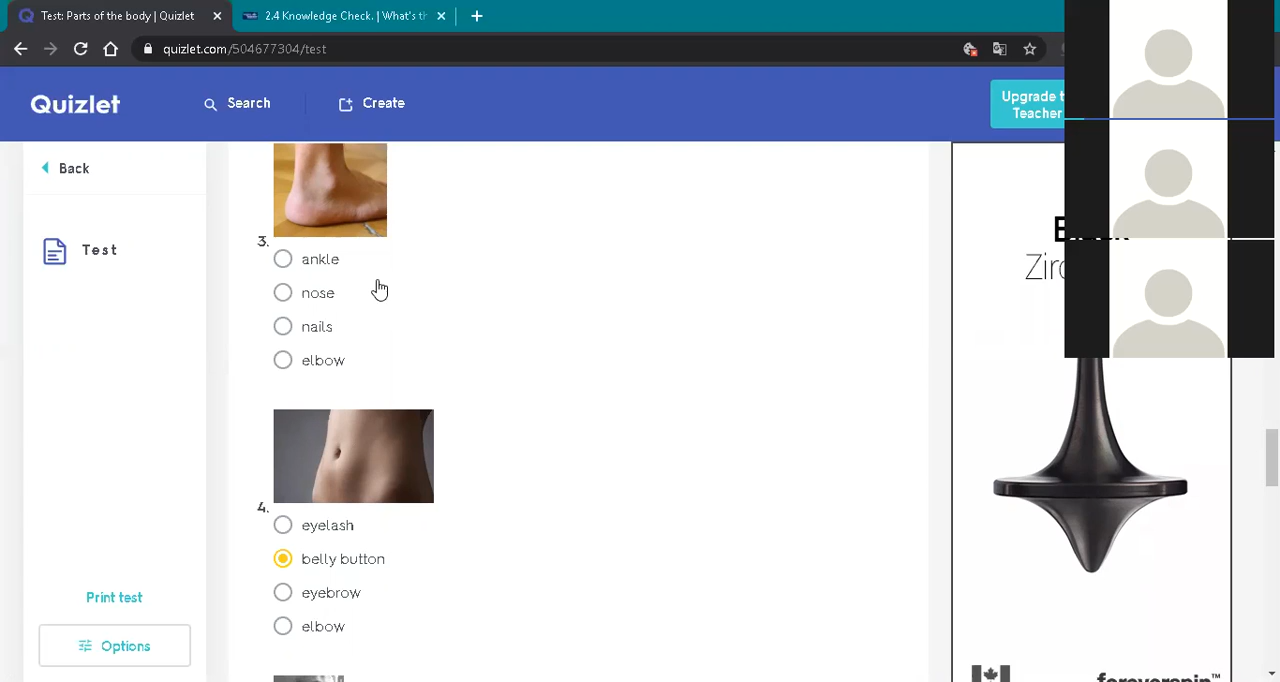 Test: Parts of the body | Quizlet
2.4 Knowledge Check. | What's th
quizlet.com/504677304/test
Quizlet
Search
Create
Upgrade t
Teacher
Back
Test
3.
ankle
nose
nails
elbow
4.
eyelash
belly button
eyebrow
elbow
Print test
Options
Zirc
foreverspin™